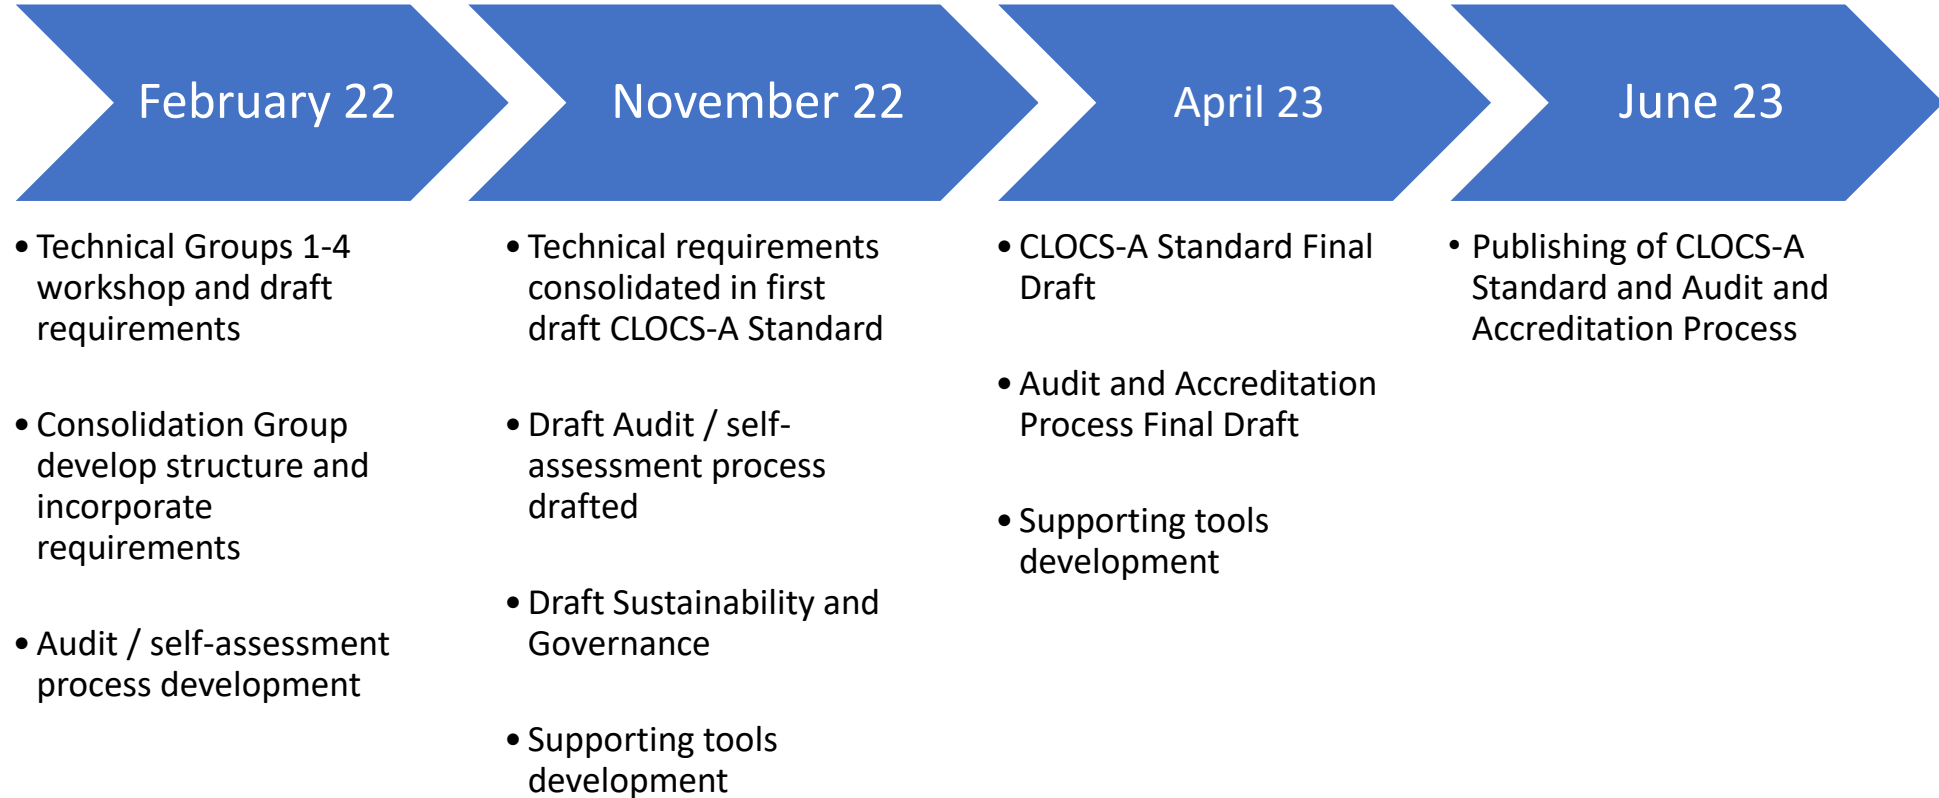 February 22
November 22
April 23
June 23
• Technical Groups 1-4
workshop and draft
requirements
• Consolidation Group
develop structure and
incorporate
requirements
• Audit / self-assessment
process development
• Technical requirements
consolidated in first
draft CLOCS-A Standard
• Draft Audit / self-
assessment process
drafted
• Draft Sustainability and
Governance
• Supporting tools
development
• CLOCS-A Standard Final
Draft
• Audit and Accreditation
Process Final Draft
• Supporting tools
development
• Publishing of CLOCS-A
Standard and Audit and
Accreditation Process